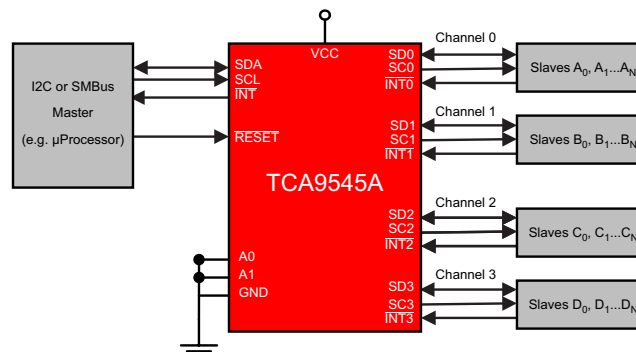 I2C or SMBus
Master
(e.g. µProcessor)
VCC
SDA
SCL
INT
RESET
TCA9545A
A0
A1
GND
SD0
SC0
INT0
SD1
SC1
INT1
SD2
SC2
INT2
SD3
SC3
INT3
Channel 0
Channel 1
Channel 2
Channel 3
Slaves A0, A1...AN
Slaves B0, B1...BN
Slaves C0, C1...CN
Slaves D0, D1...DN